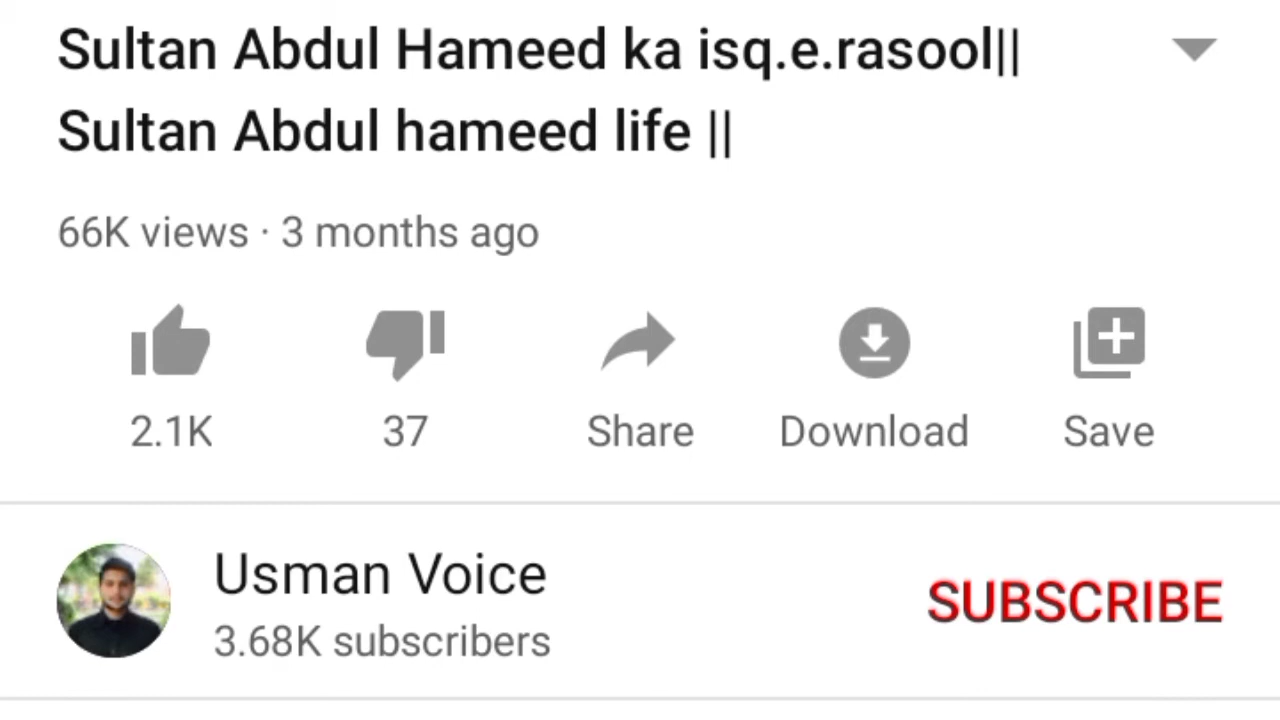 Sultan Abdul Hameed ka isq.e.rasool||
Sultan Abdul hameed life ||
66K views · 3 months ago
2.1K 37 Share Download Save
Usman Voice
3.68K subscribers
SUBSCRIBE